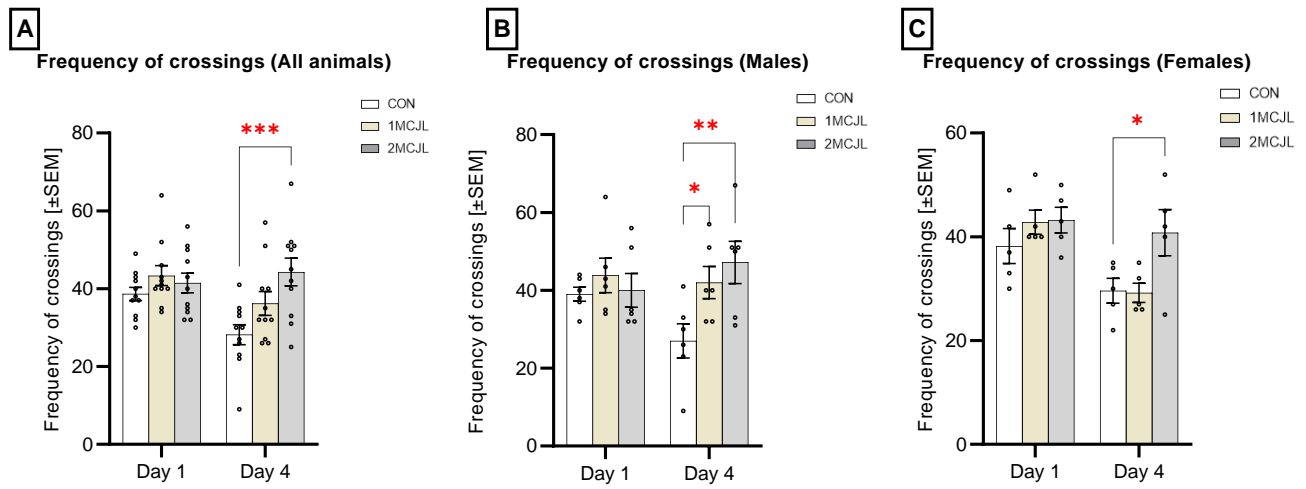 A
Frequency of crossings (All animals)
CON
1MCJL
2MCJL
***
80
60
40
20
0
Frequency of crossings [±SEM]
Day 1
Day 4
B
Frequency of crossings (Males)
CON
1MCJL
2MCJL
**
*
80
60
40
20
0
Frequency of crossings [±SEM]
Day 1
Day 4
C
Frequency of crossings (Females)
CON
1MCJL
2MCJL
*
60
40
20
0
Frequency of crossings [±SEM]
Day 1
Day 4